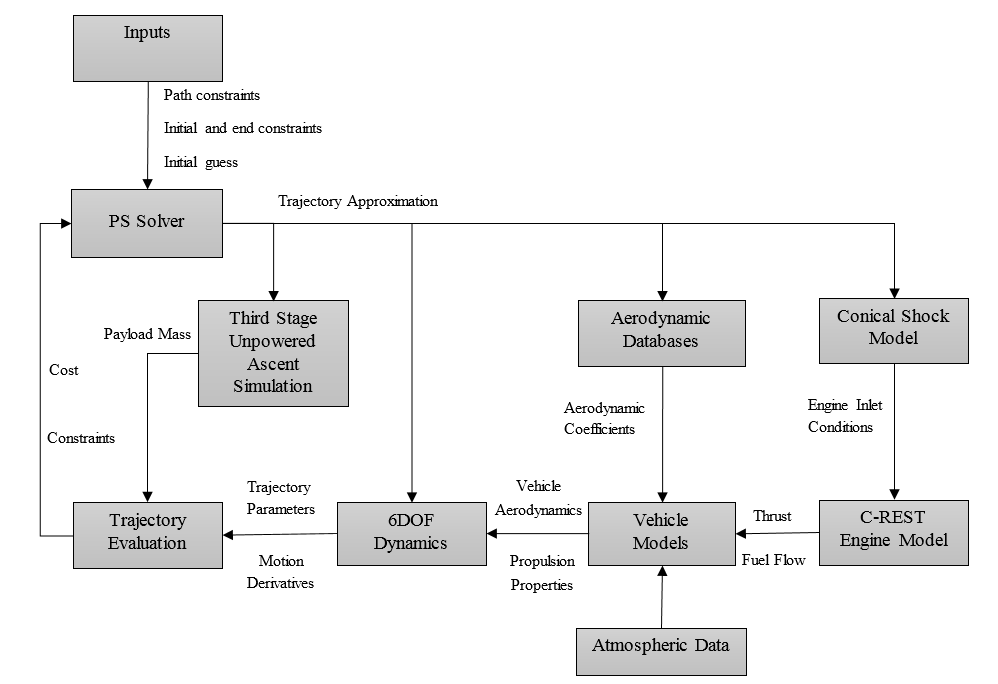 Inputs
Path constraints
Initial and end constraints
Initial guess
PS Solver
Trajectory Approximation
Third Stage
Unpowered
Ascent
Simulation
Aerodynamic
Databases
Conical Shock
Model
Payload Mass
Cost
Constraints
Aerodynamic
Coefficients
Engine Inlet
Conditions
Trajectory
Evaluation
Trajectory
Parameters
Motion
Derivatives
6DOF
Dynamics
Vehicle
Aerodynamics
Propulsion
Properties
Vehicle
Models
Thrust
Fuel Flow
C-REST
Engine Model
Atmospheric Data